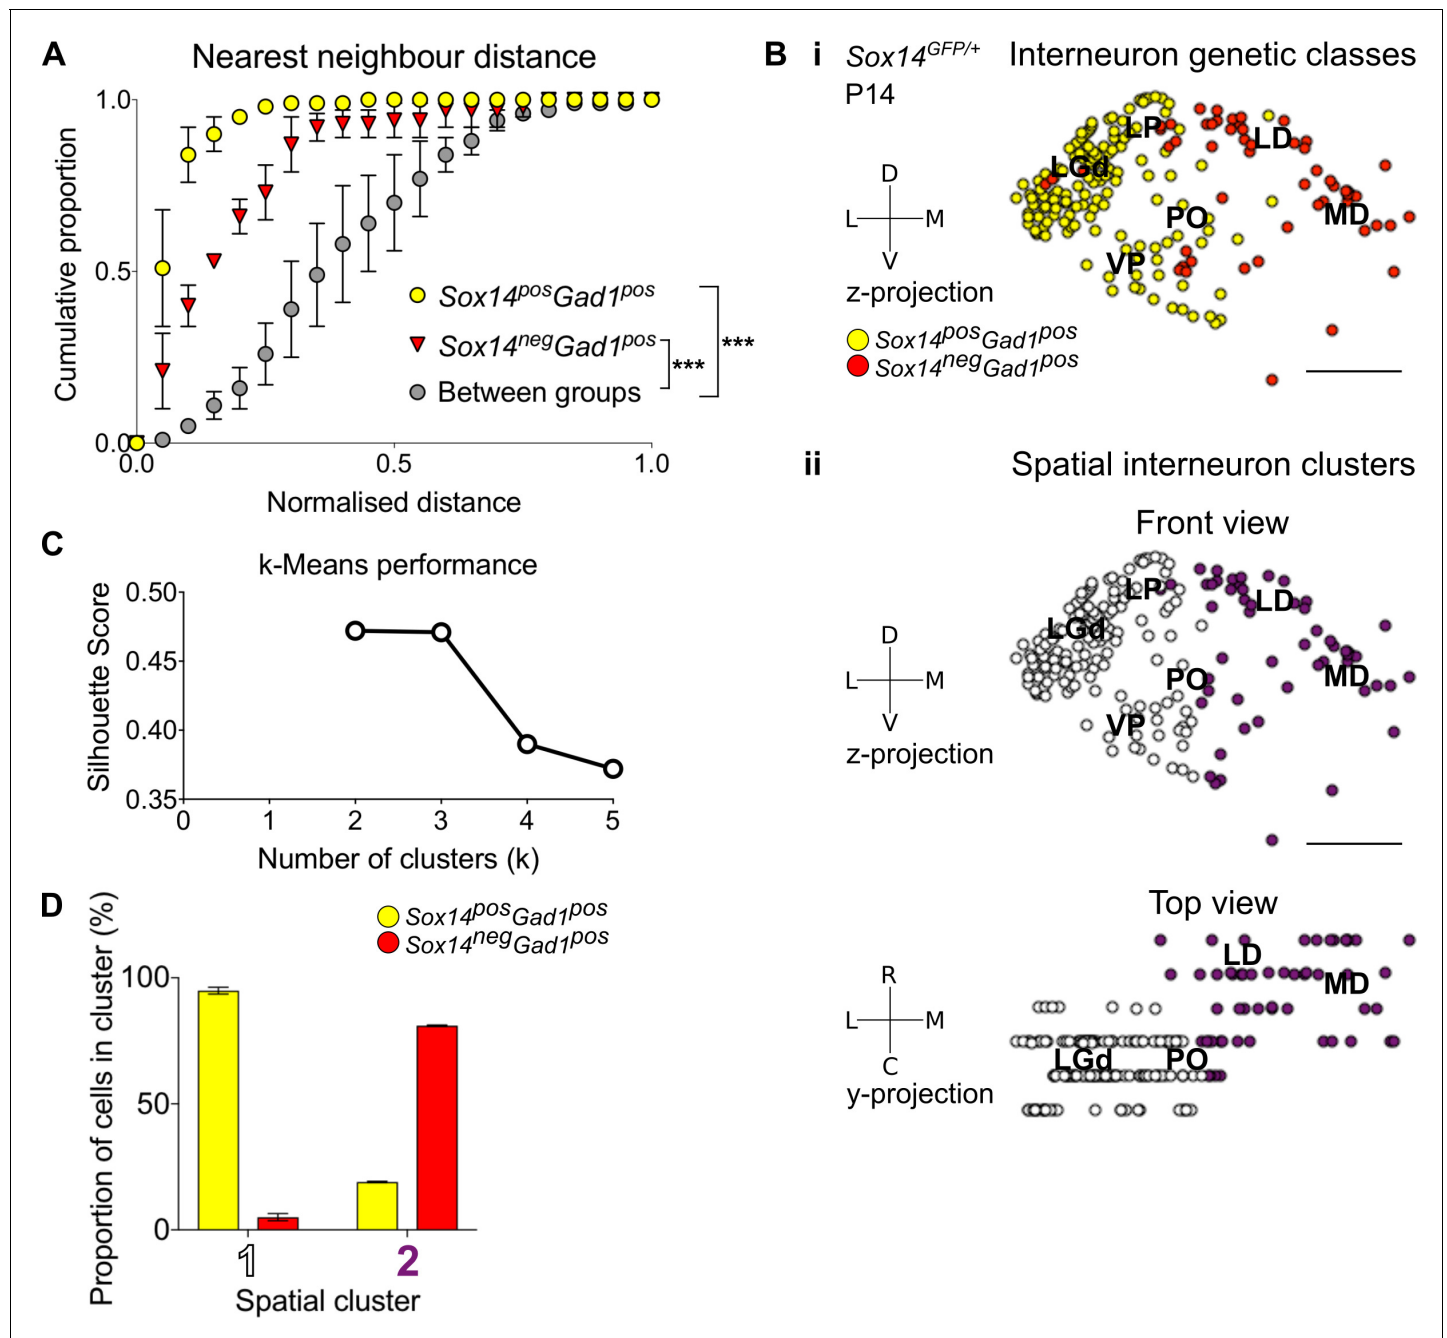 A
Nearest neighbour distance
Cumulative proportion
1.0
0.5
0.0
0.0 0.5 1.0
Normalised distance
Sox14posGad1pos
Sox14negGad1pos
Between groups
***
***
B i
Sox14GFP/+
P14
Interneuron genetic classes
D
L M
V
z-projection
Sox14posGad1pos
Sox14negGad1pos
LP
LD
LGd
PO
MD
VP
ii
Spatial interneuron clusters
Front view
D
L M
V
z-projection
LP
LD
LGd
PO
MD
VP
Top view
R
L M
C
y-projection
LD
MD
LGd
PO
C
k-Means performance
Silhouette Score
0.50
0.45
0.40
0.35
0 1 2 3 4 5
Number of clusters (k)
D
Sox14posGad1pos
Sox14negGad1pos
Proportion of cells in cluster (%)
100
50
0
1 2
Spatial cluster